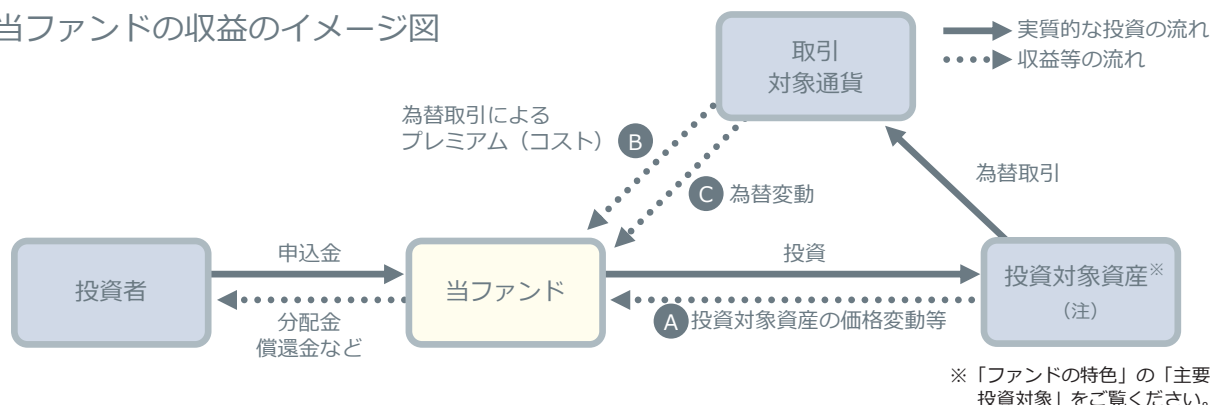 当ファンドの収益のイメージ図
取引
対象通貨
実質的な投資の流れ
収益等の流れ
為替取引による
プレミアム（コスト）
B
C
為替変動
為替取引
投資者
申込金
分配金
償還金など
当ファンド
投資
A
投資対象資産の価格変動等
投資対象資産※
（注）
※「ファンドの特色」の「主要
投資対象」をご覧ください。